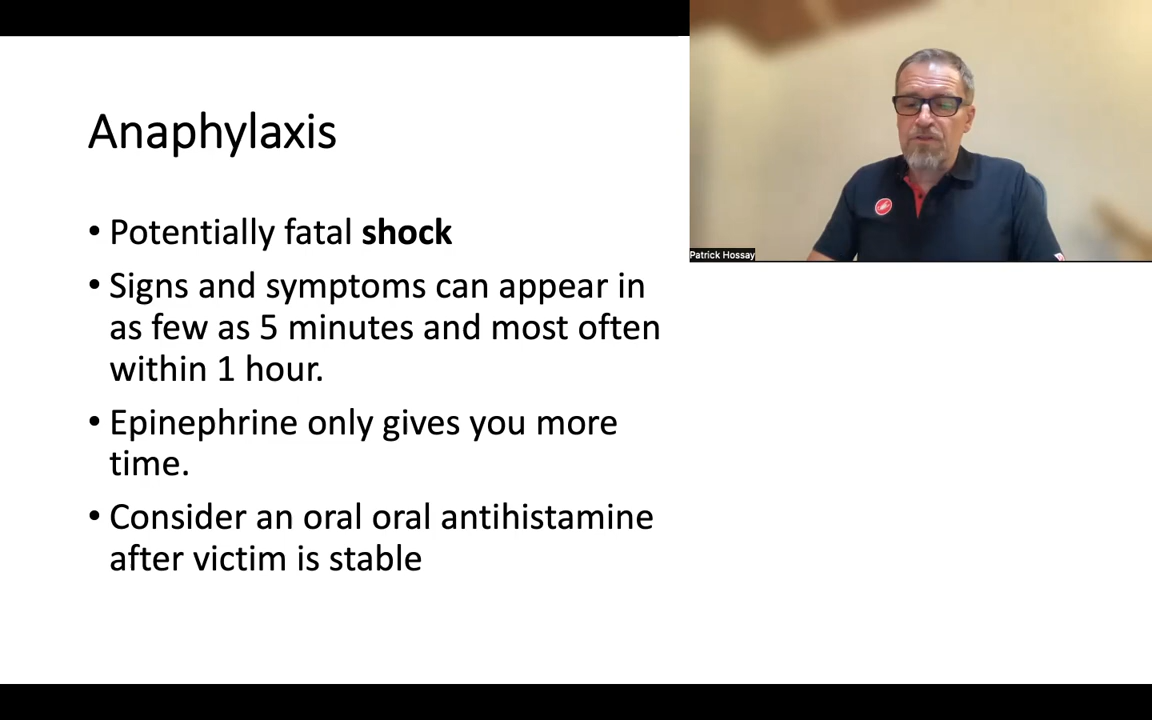 Anaphylaxis
• Potentially fatal shock
• Signs and symptoms can appear in
as few as 5 minutes and most often
within 1 hour.
• Epinephrine only gives you more
time.
• Consider an oral oral antihistamine
after victim is stable
Patrick Hossay